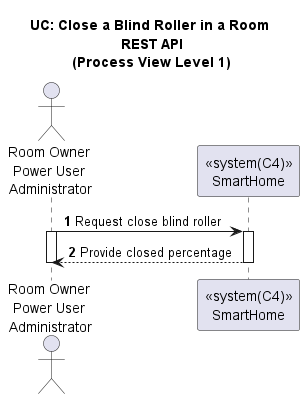 UC: Close a Blind Roller in a Room
REST API
(Process View Level 1)
Room Owner
Power User
Administrator
«system(C4)»
SmartHome
1 Request close blind roller
2 Provide closed percentage
Room Owner
Power User
Administrator
«system(C4)»
SmartHome